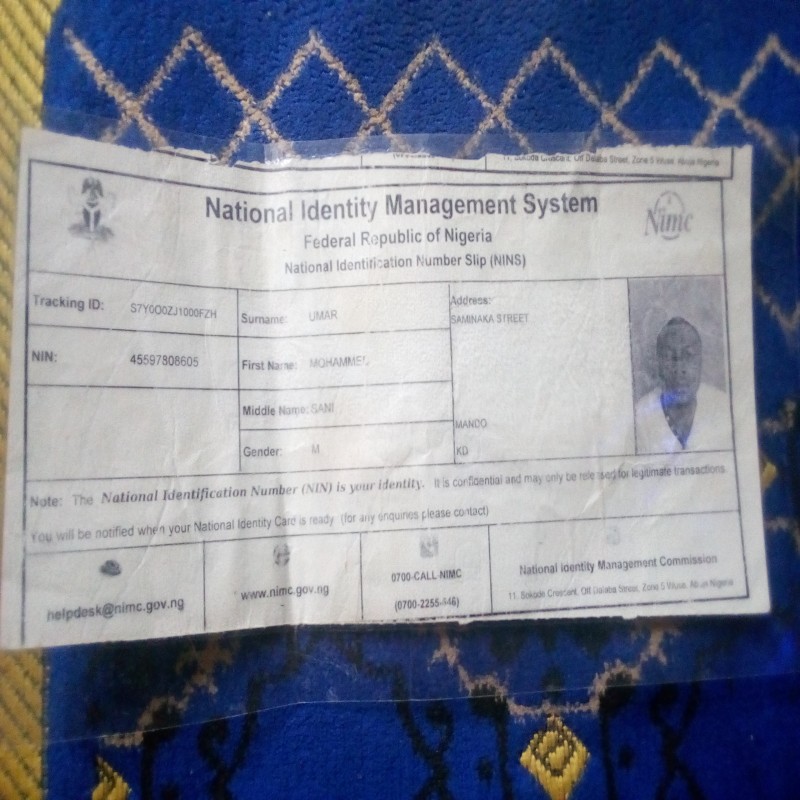 11, Sokode Crescent, Off Dalaba Street, Zone 5 Wuse, Abuja Nigeria
National Identity Management System
Federal Republic of Nigeria
National Identification Number Slip (NINS)
Nimc
Tracking ID: S7Y0O0ZJ1000FZH
Surname: UMAR
Address:
SAMINAKA STREET
NIN: 45597808605
First Name: MOHAMMED
Middle Name: SANI
MANDO
Gender: M
KD
Note: The National Identification Number (NIN) is your identity. It is confidential and may only be released for legitimate transactions.
You will be notified when your National Identity Card is ready (for any enquiries please contact)
helpdesk@nimc.gov.ng
www.nimc.gov.ng
0700-CALL-NIMC
(0700-2255-646)
National Identity Management Commission
11, Sokode Crescent, Off Dalaba Street, Zone 5 Wuse, Abuja Nigeria